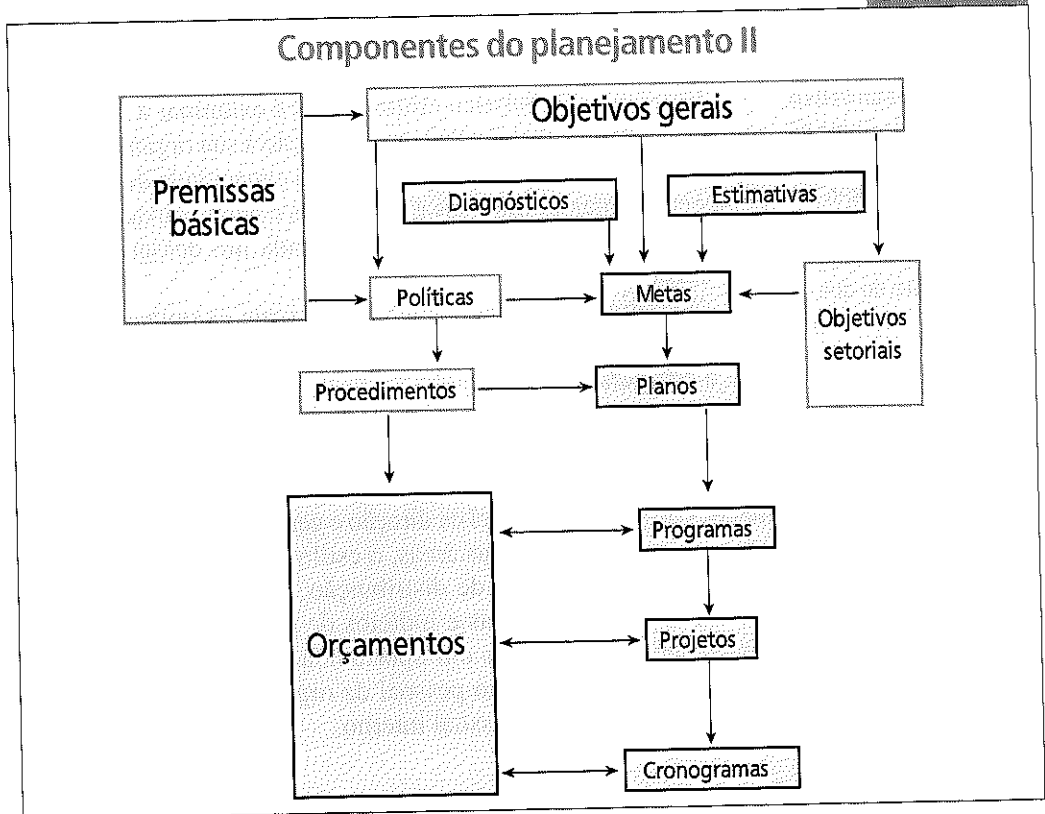 Componentes do planejamento II
Objetivos gerais
Premissas
básicas
Diagnósticos
Estimativas
Políticas
Metas
Objetivos
setoriais
Procedimentos
Planos
Programas
Orçamentos
Projetos
Cronogramas